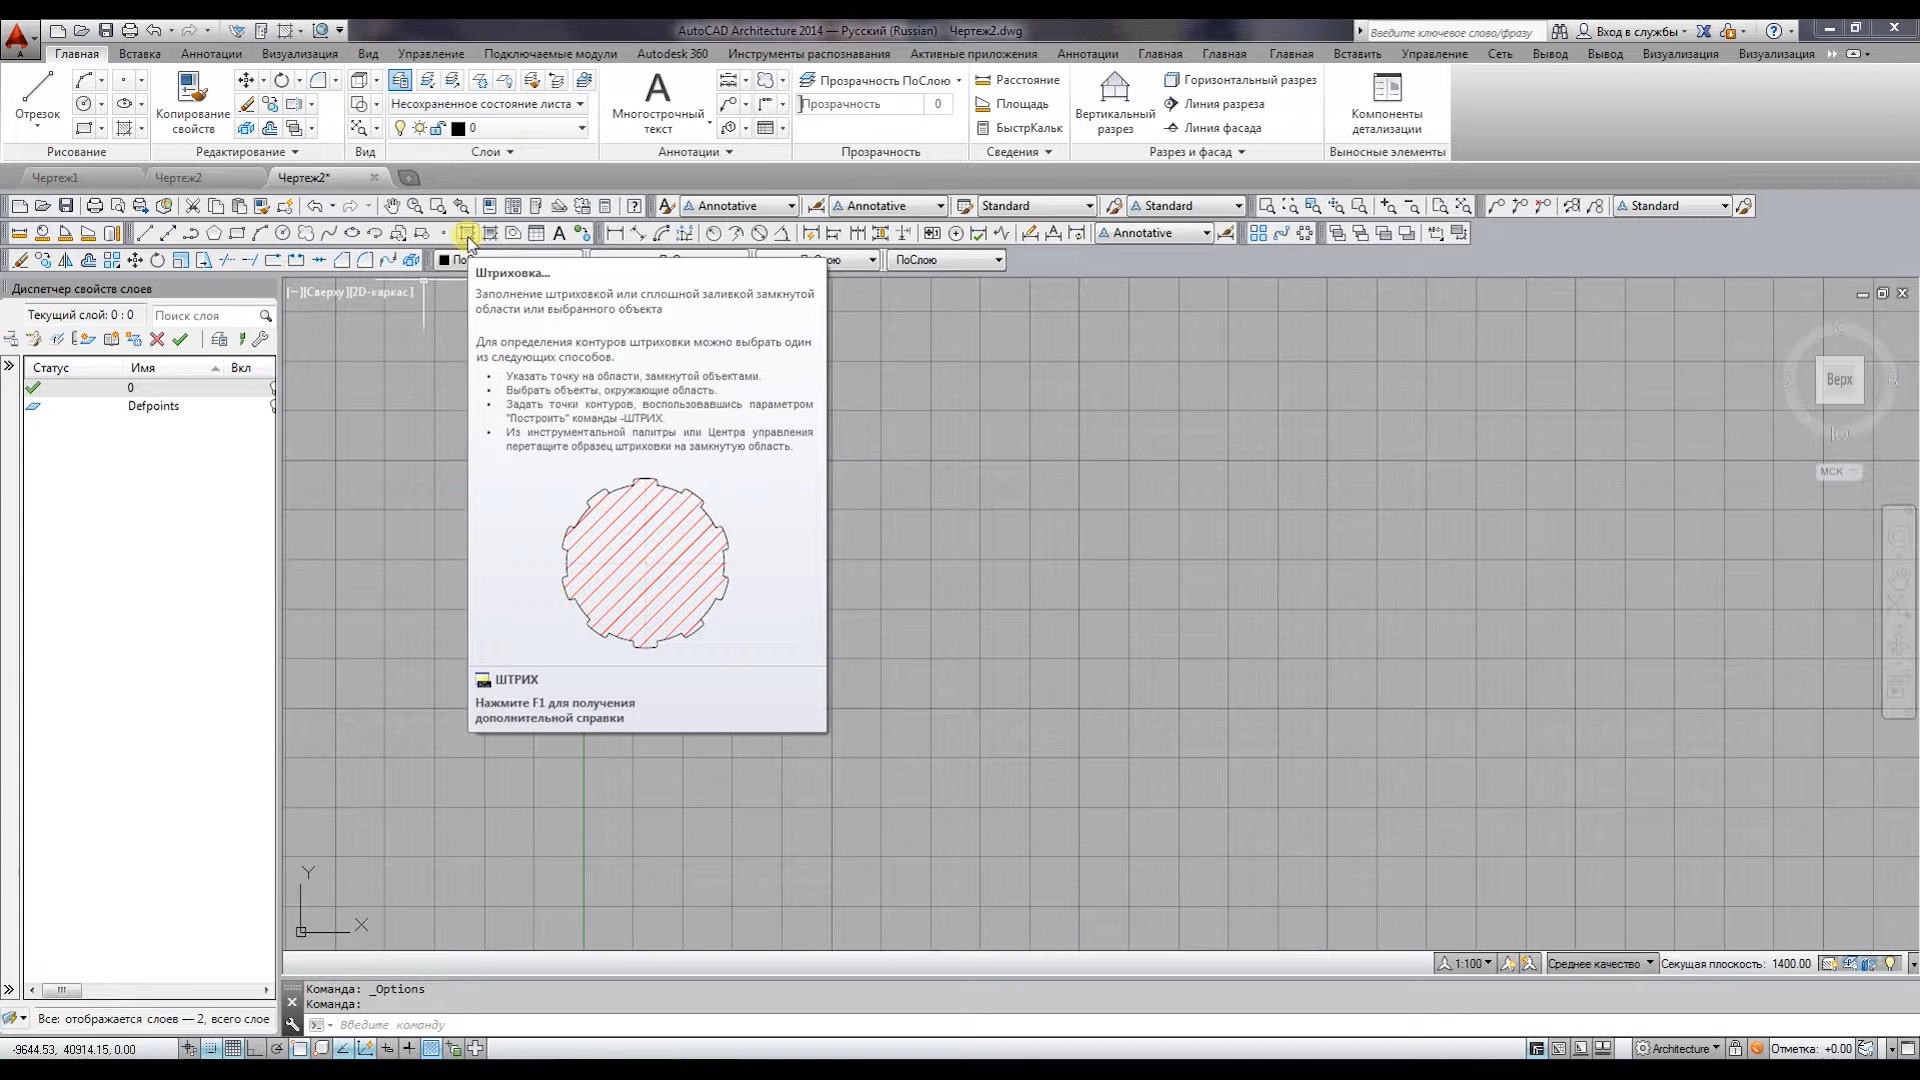 AutoCAD Architecture 2014 — Русский (Russian) Чертеж2.dwg
Введите ключевое слово/фразу
Вход в службы
Главная Вставка Аннотации Визуализация Вид Управление Подключаемые модули Autodesk 360 Инструменты распознавания Активные приложения Аннотации Главная Главная Главная Вставить Управление Сеть Вывод Вывод Визуализация Визуализация
Отрезок
Рисование
Копирование
свойств
Редактирование
Вид
Несохраненное состояние листа
0
Слои
Многострочный
текст
Аннотации
Прозрачность ПоСлою
Прозрачность 0
Прозрачность
Расстояние
Площадь
БыстрКальк
Сведения
Вертикальный
разрез
Горизонтальный разрез
Линия разреза
Линия фасада
Разрез и фасад
Компоненты
детализации
Выносные элементы
Чертеж1 Чертеж2 Чертеж2*
Annotative Annotative Standard Standard Standard
Annotative
ПоСлою
Диспетчер свойств слоев
Текущий слой: 0 : 0 Поиск слоя
Статус Имя Вкл
0
Defpoints
Все: отображается слоев — 2, всего слое
[−][Сверху][2D-каркас]
Штриховка...
Заполнение штриховкой или сплошной заливкой замкнутой
области или выбранного объекта
Для определения контуров штриховки можно выбрать один
из следующих способов.
• Указать точку на области, замкнутой объектами.
• Выбрать объекты, окружающие область.
• Задать точки контуров, воспользовавшись параметром
"Построить" команды -ШТРИХ.
• Из инструментальной палитры или Центра управления
перетащите образец штриховки на замкнутую область.
ШТРИХ
Нажмите F1 для получения
дополнительной справки
С
З Верх В
Ю
МСК
Y
X
1:100 Среднее качество Секущая плоскость: 1400.00
Команда: _Options
Команда:
Введите команду
-9644.53, 40914.15, 0.00
Architecture Отметка: +0.00